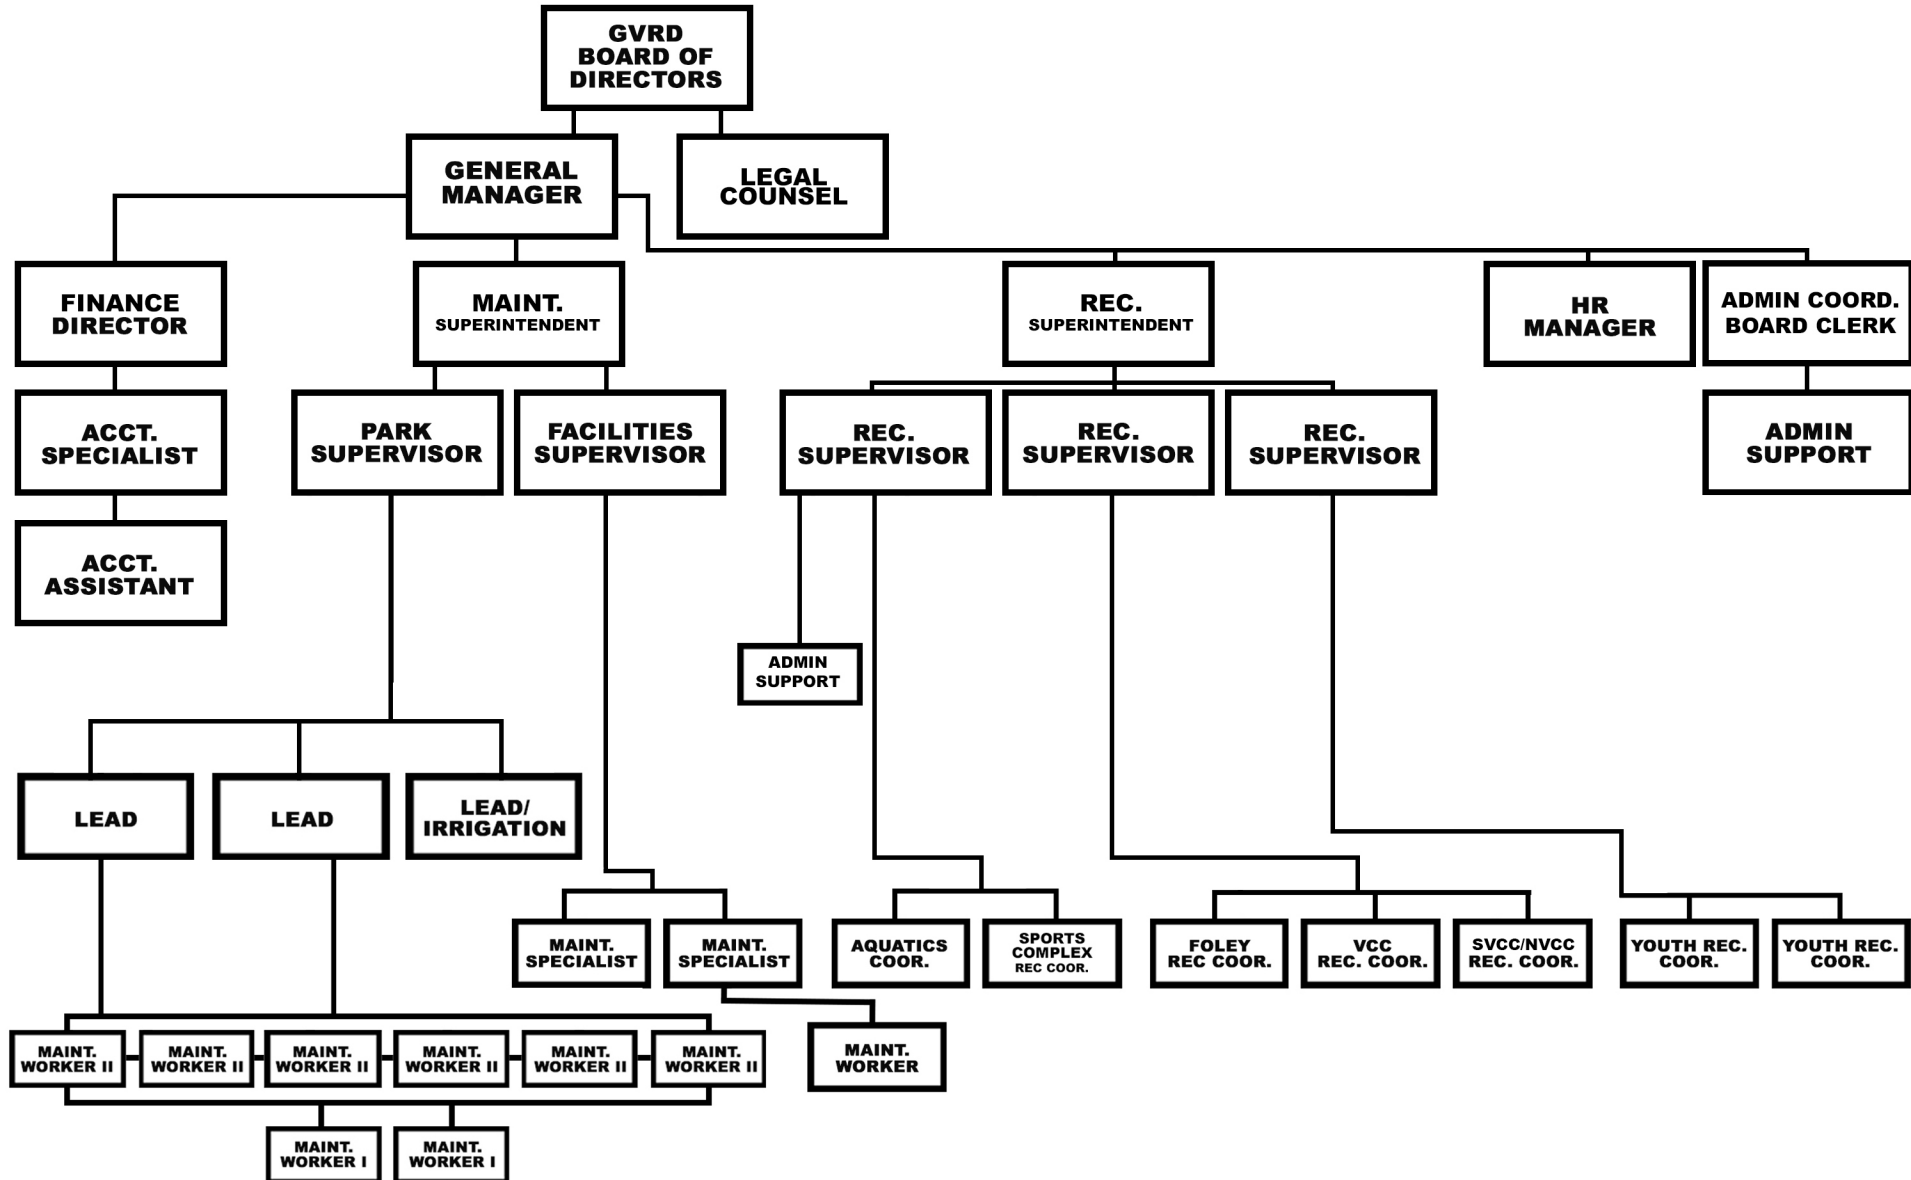 GVRD
BOARD OF
DIRECTORS
GENERAL
MANAGER
LEGAL
COUNSEL
FINANCE
DIRECTOR
MAINT.
SUPERINTENDENT
REC.
SUPERINTENDENT
HR
MANAGER
ADMIN COORD.
BOARD CLERK
ACCT.
SPECIALIST
PARK
SUPERVISOR
FACILITIES
SUPERVISOR
REC.
SUPERVISOR
REC.
SUPERVISOR
REC.
SUPERVISOR
ADMIN
SUPPORT
ACCT.
ASSISTANT
ADMIN
SUPPORT
LEAD
LEAD
LEAD/
IRRIGATION
MAINT.
SPECIALIST
MAINT.
SPECIALIST
AQUATICS
COOR.
SPORTS
COMPLEX
REC COOR.
FOLEY
REC COOR.
VCC
REC. COOR.
SVCC/NVCC
REC. COOR.
YOUTH REC.
COOR.
YOUTH REC.
COOR.
MAINT.
WORKER II
MAINT.
WORKER II
MAINT.
WORKER II
MAINT.
WORKER II
MAINT.
WORKER II
MAINT.
WORKER II
MAINT.
WORKER
MAINT.
WORKER I
MAINT.
WORKER I